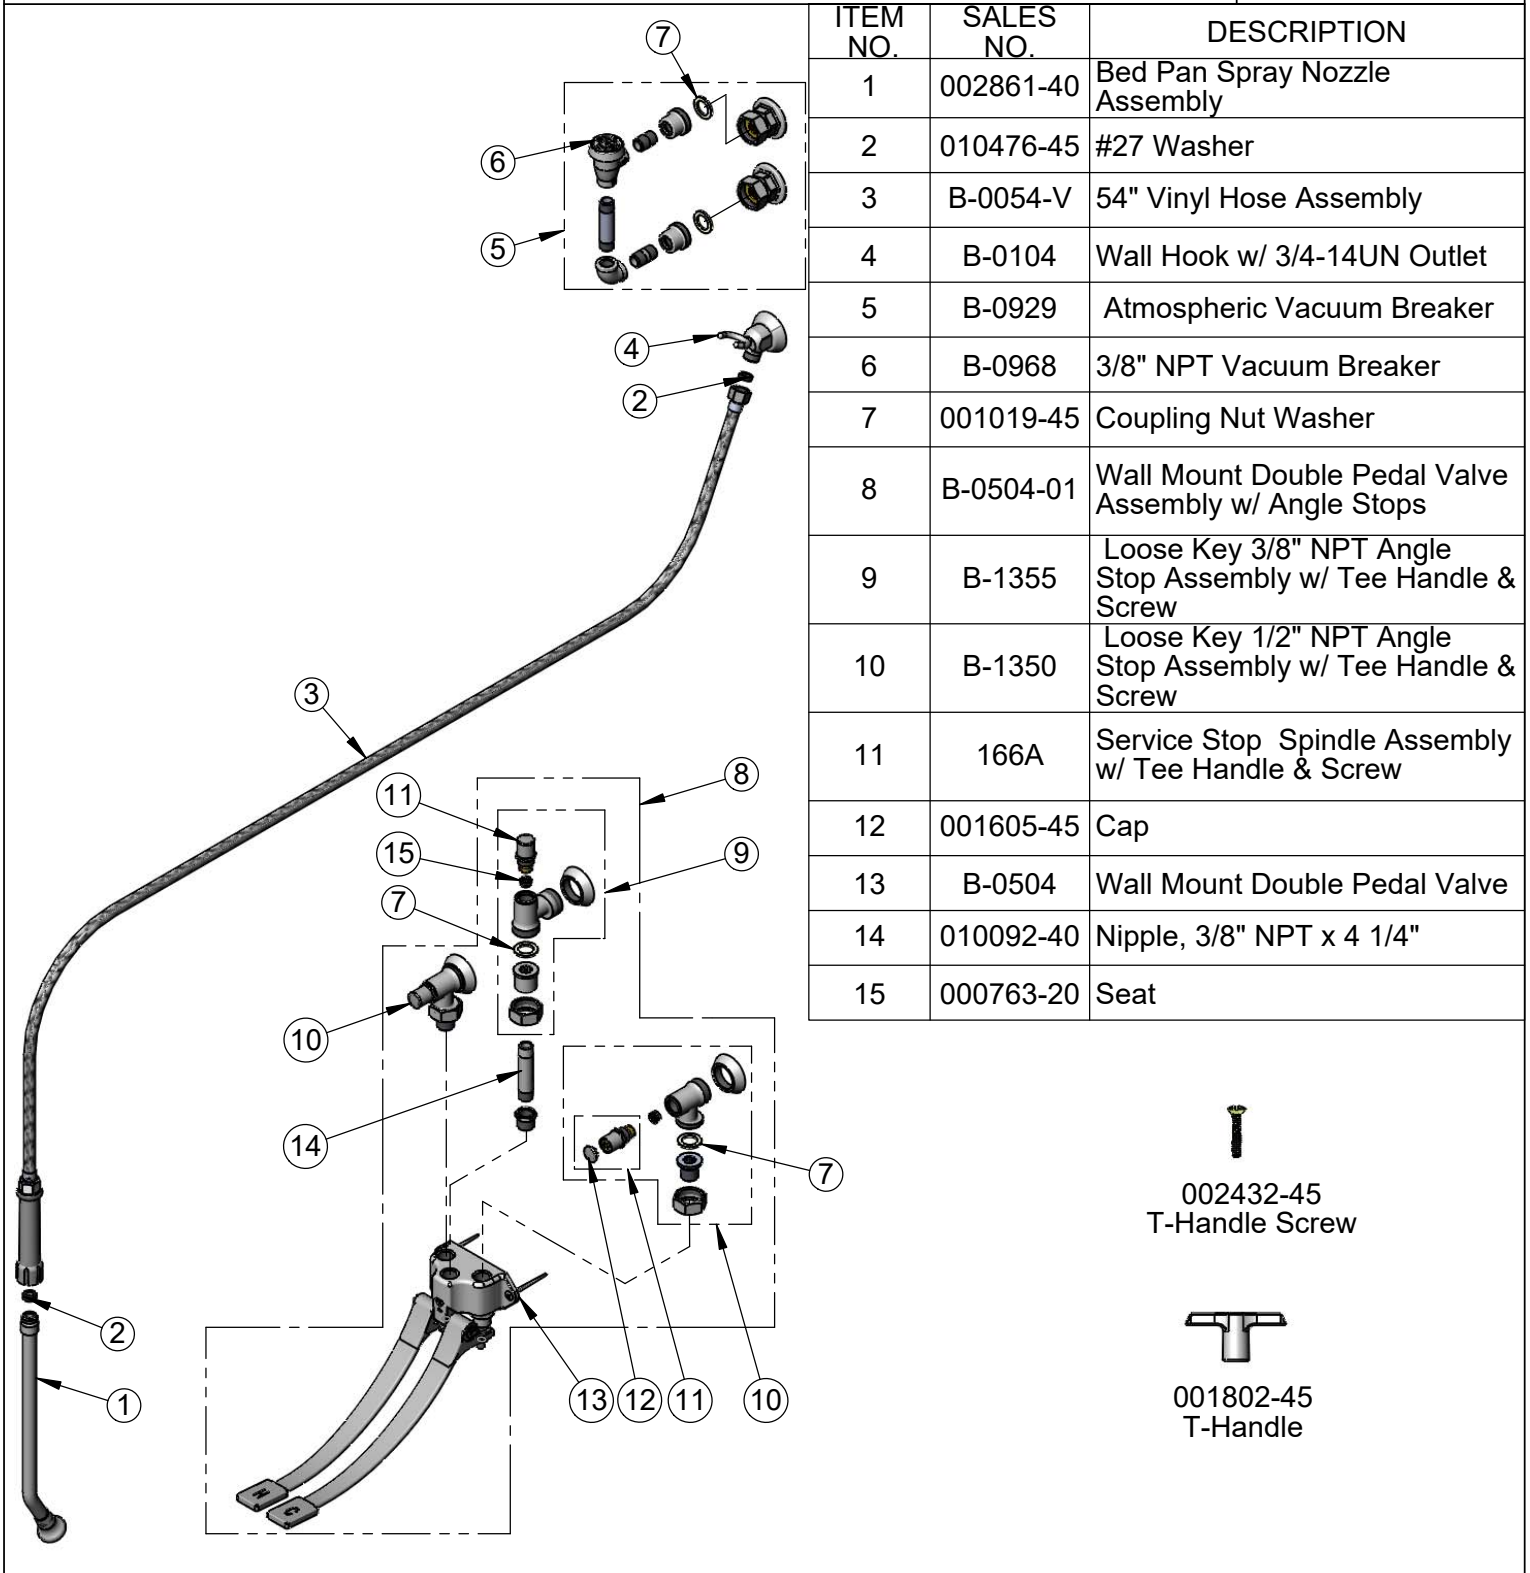 ITEM NO. SALES NO. DESCRIPTION
1 002861-40 Bed Pan Spray Nozzle Assembly
2 010476-45 #27 Washer
3 B-0054-V 54" Vinyl Hose Assembly
4 B-0104 Wall Hook w/ 3/4-14UN Outlet
5 B-0929 Atmospheric Vacuum Breaker
6 B-0968 3/8" NPT Vacuum Breaker
7 001019-45 Coupling Nut Washer
8 B-0504-01 Wall Mount Double Pedal Valve Assembly w/ Angle Stops
9 B-1355 Loose Key 3/8" NPT Angle Stop Assembly w/ Tee Handle & Screw
10 B-1350 Loose Key 1/2" NPT Angle Stop Assembly w/ Tee Handle & Screw
11 166A Service Stop Spindle Assembly w/ Tee Handle & Screw
12 001605-45 Cap
13 B-0504 Wall Mount Double Pedal Valve
14 010092-40 Nipple, 3/8" NPT x 4 1/4"
15 000763-20 Seat
7
6
5
4
2
3
8
11
15
9
7
10
14
7
2
1
13
12
11
10
H
C
002432-45
T-Handle Screw
001802-45
T-Handle